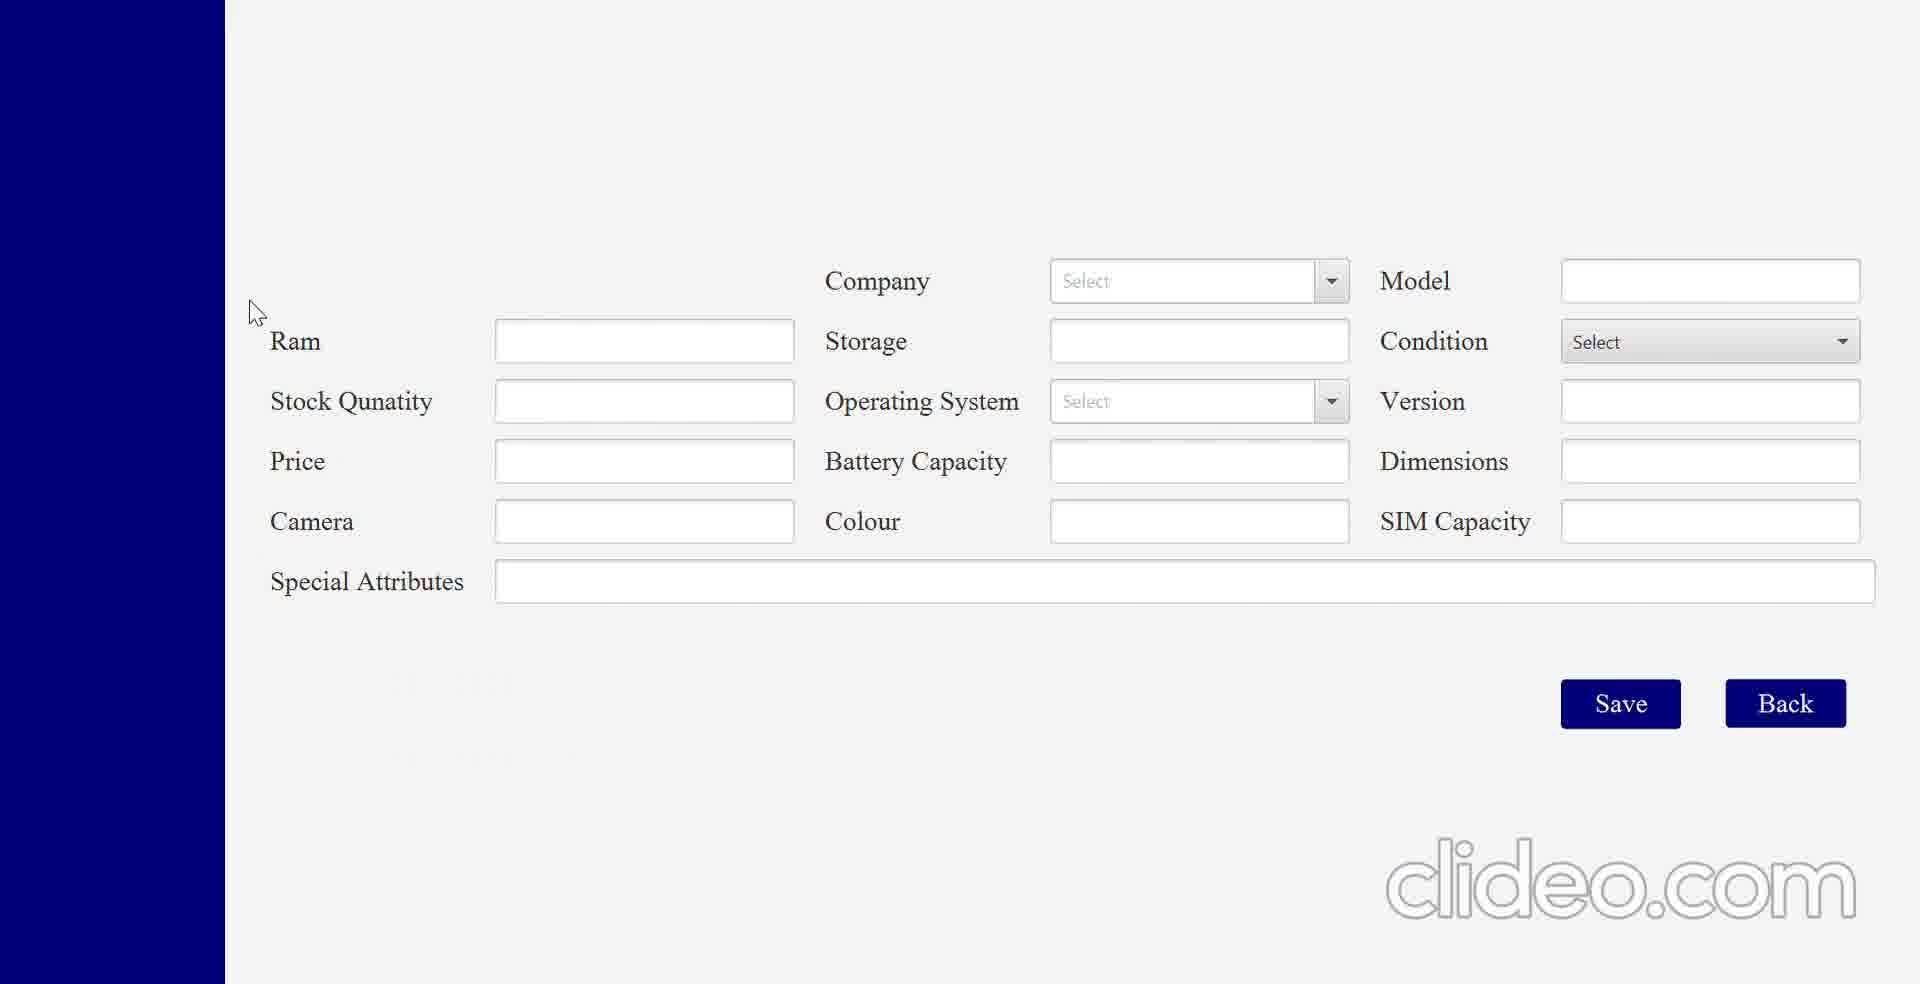 Company Select Model
Ram Storage Condition Select
Stock Qunatity Operating System Select Version
Price Battery Capacity Dimensions
Camera Colour SIM Capacity
Special Attributes
Save Back
clideo.com